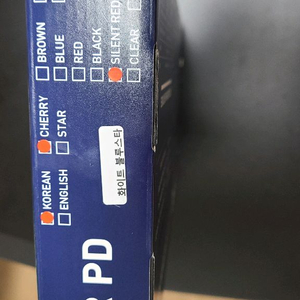 KOREAN CHERRY BROWN
ENGLISH STAR BLUE
RED
BLACK
SILENT RED
CLEAR
화이트 블루스타
PD